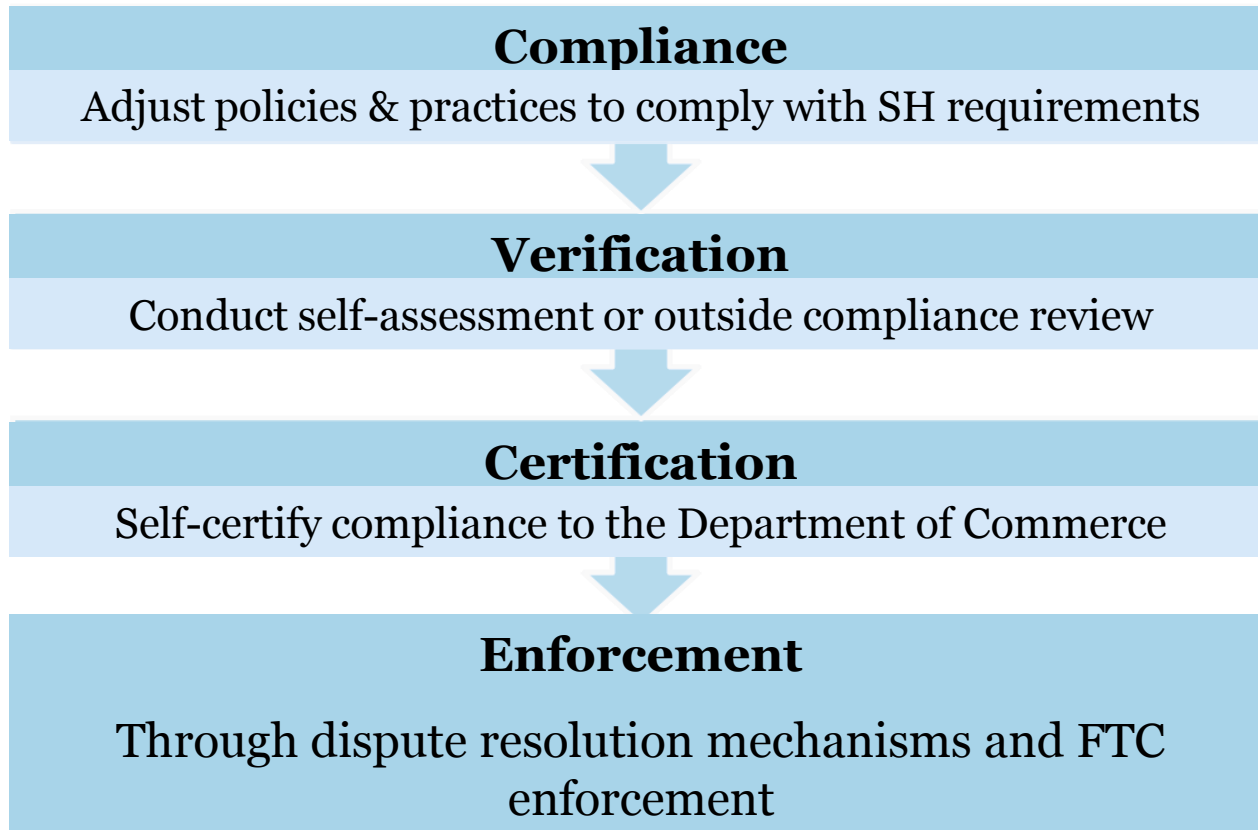 Compliance
Adjust policies & practices to comply with SH requirements
Verification
Conduct self-assessment or outside compliance review
Certification
Self-certify compliance to the Department of Commerce
Enforcement
Through dispute resolution mechanisms and FTC
enforcement